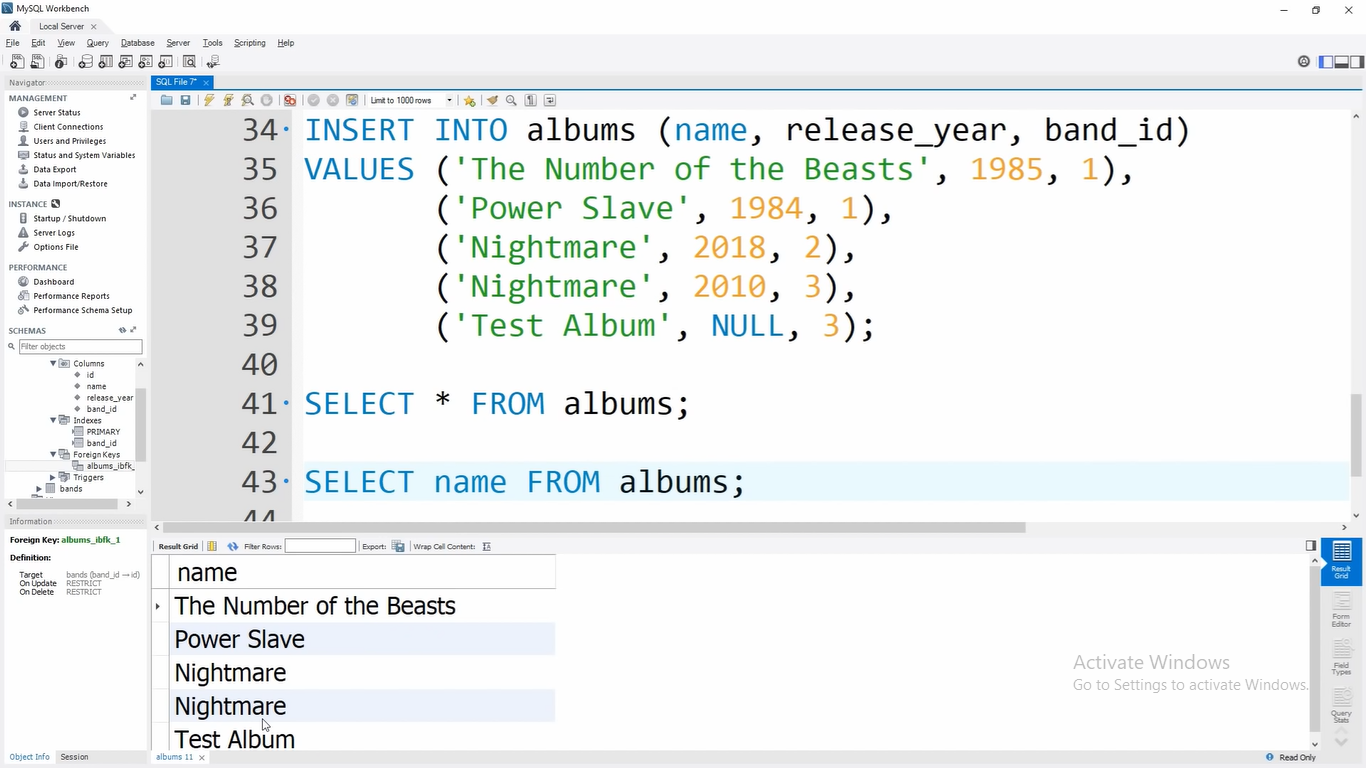 MySQL Workbench
Local Server
File Edit View Query Database Server Tools Scripting Help
Navigator
SQL File 7*
MANAGEMENT
Server Status
Client Connections
Users and Privileges
Status and System Variables
Data Export
Data Import/Restore
INSTANCE
Startup / Shutdown
Server Logs
Options File
PERFORMANCE
Dashboard
Performance Reports
Performance Schema Setup
SCHEMAS
Filter objects
Columns
id
name
release_year
band_id
Indexes
PRIMARY
band_id
Foreign Keys
albums_ibfk_
Triggers
bands
Information
Foreign Key: albums_ibfk_1
Definition:
Target bands (band_id → id)
On Update RESTRICT
On Delete RESTRICT
Object Info Session
Limit to 1000 rows
34 INSERT INTO albums (name, release_year, band_id)
35 VALUES ('The Number of the Beasts', 1985, 1),
36 ('Power Slave', 1984, 1),
37 ('Nightmare', 2018, 2),
38 ('Nightmare', 2010, 3),
39 ('Test Album', NULL, 3);
40
41 SELECT * FROM albums;
42
43 SELECT name FROM albums;
44
Result Grid Filter Rows: Export: Wrap Cell Content:
name
The Number of the Beasts
Power Slave
Nightmare
Nightmare
Test Album
albums 11
Result Grid
Form Editor
Field Types
Query Stats
Activate Windows
Go to Settings to activate Windows.
Read Only